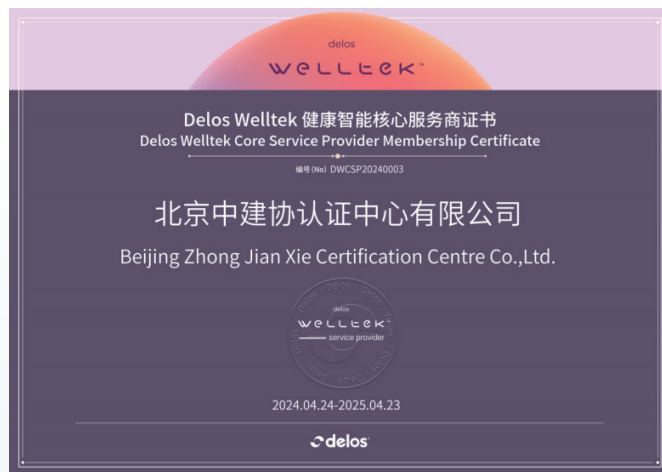 delos
WELLTEK™
Delos Welltek 健康智能核心服务商证书
Delos Welltek Core Service Provider Membership Certificate
编号(No) DWCSP20240003
北京中建协认证中心有限公司
Beijing Zhong Jian Xie Certification Centre Co.,Ltd.
delos
WELLTEK
service provider
2024.04.24-2025.04.23
delos